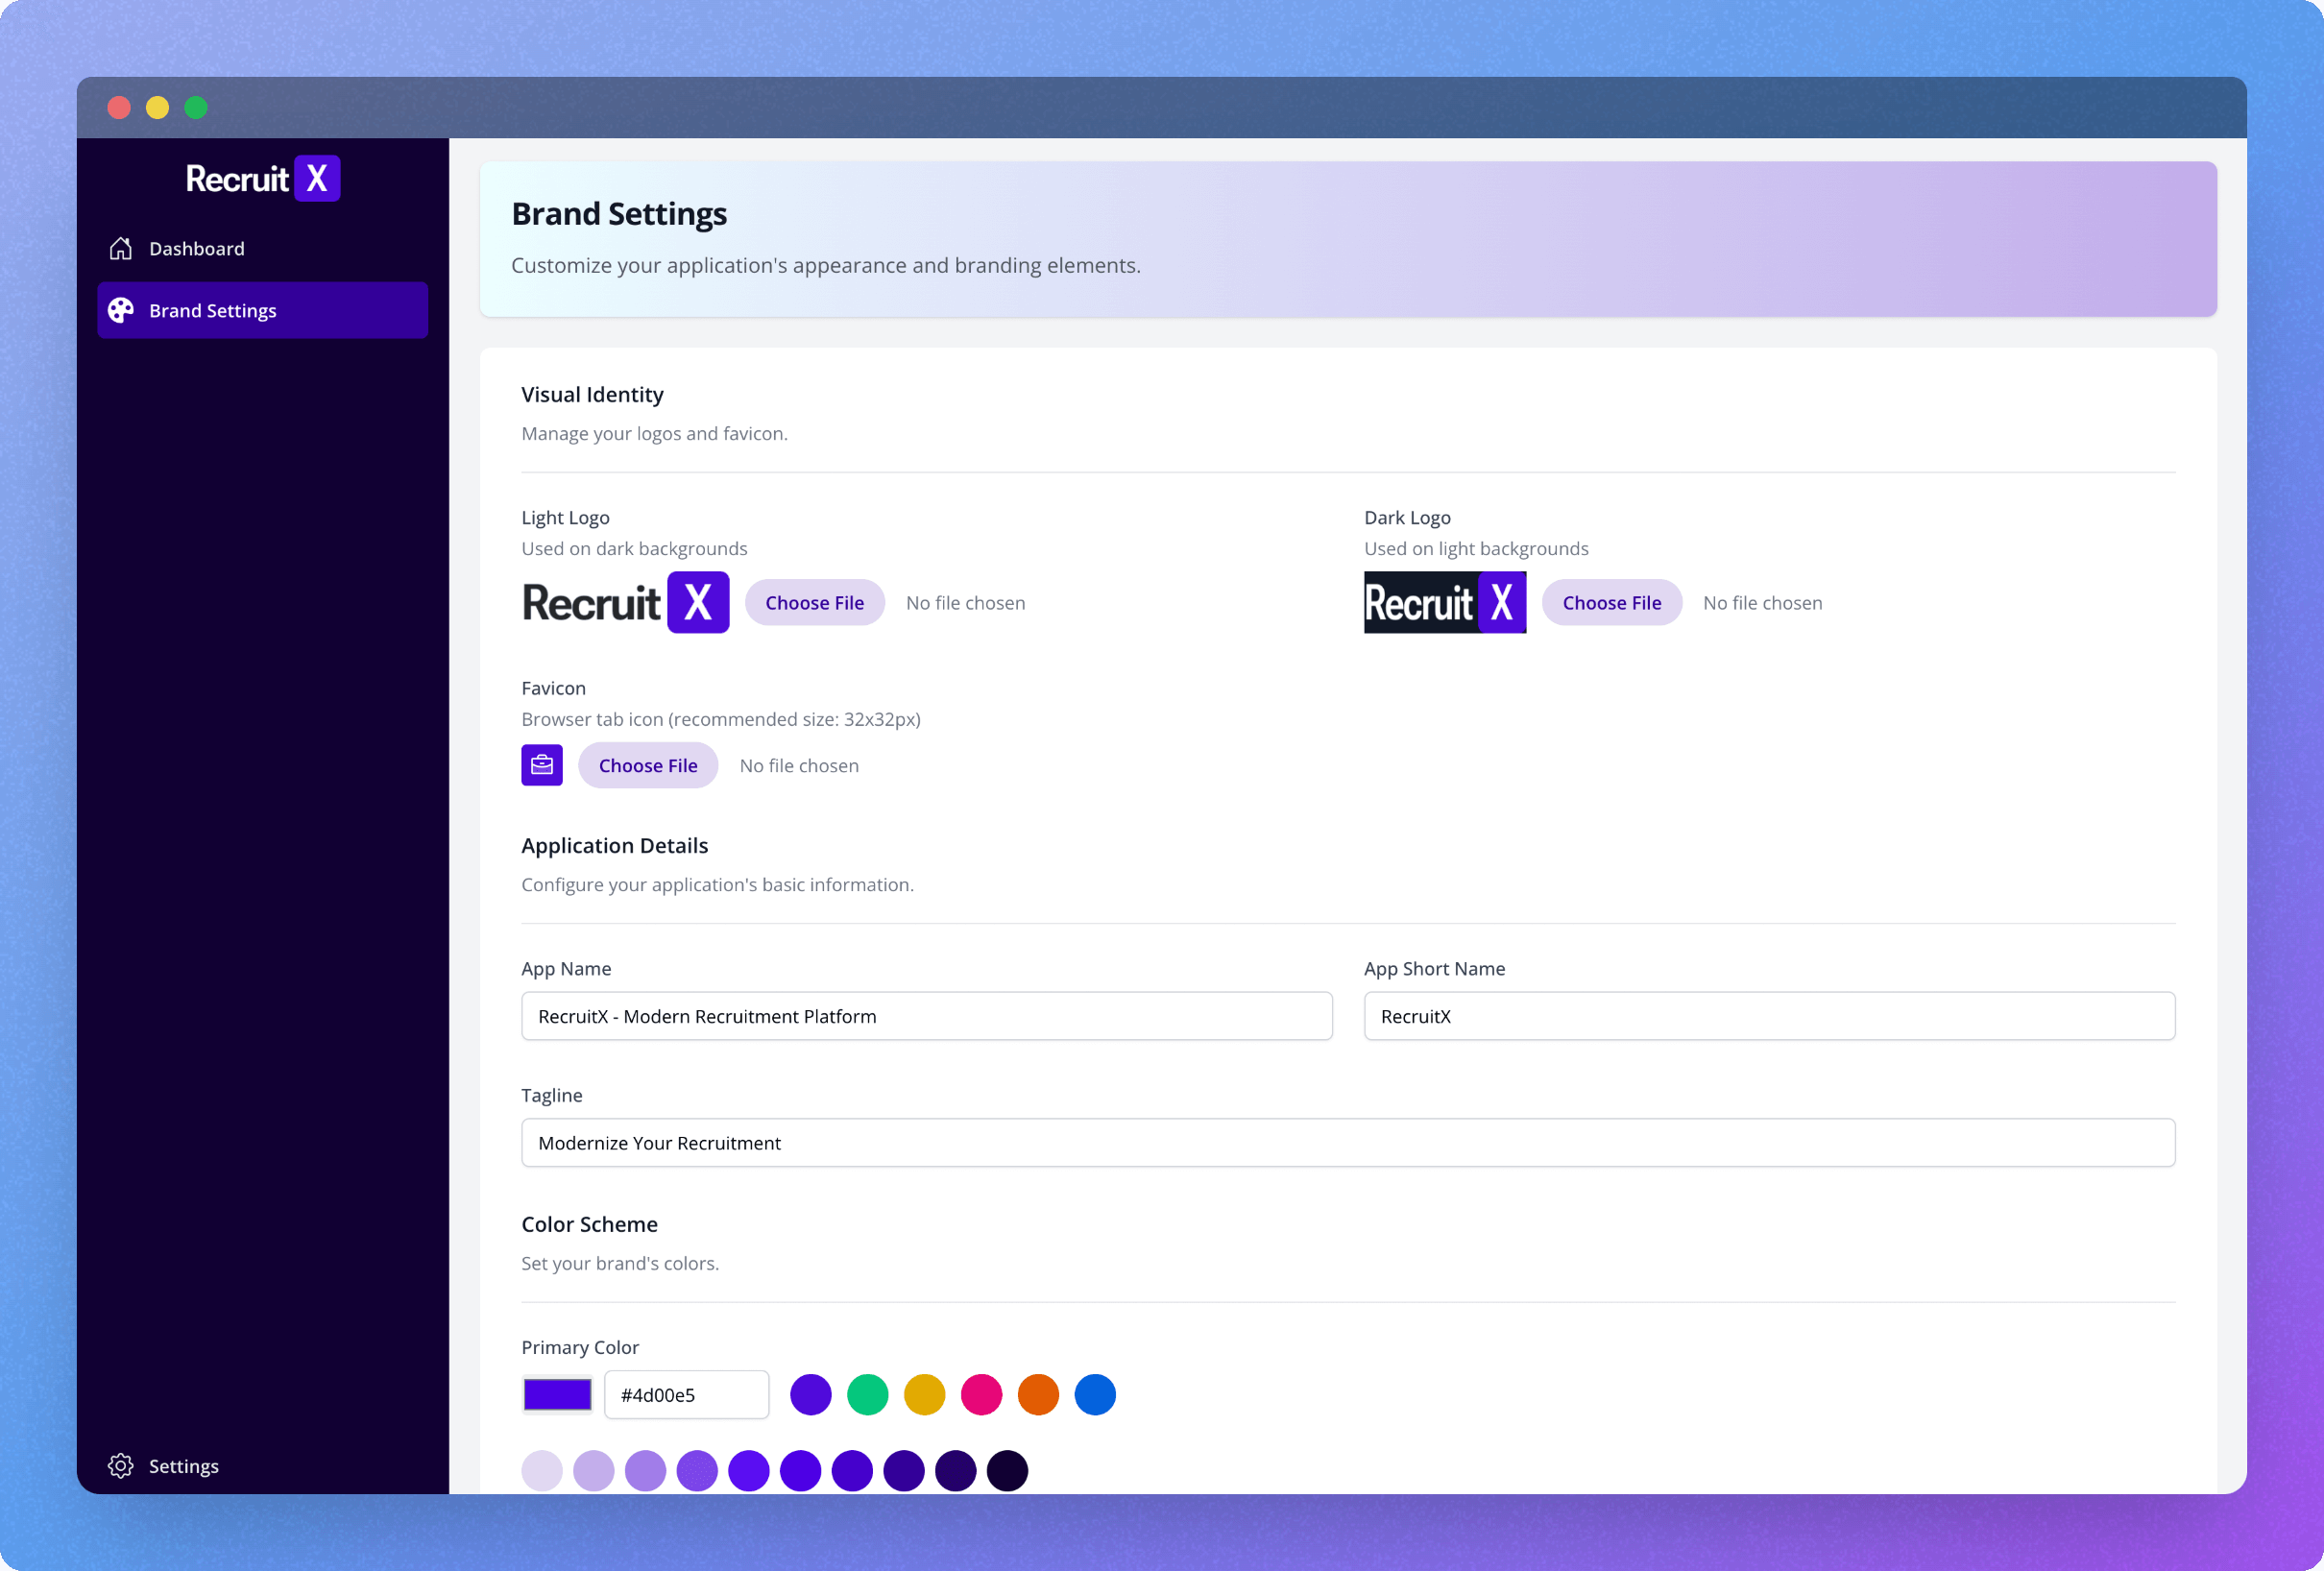 Recruit X
Dashboard
Brand Settings
Settings
Brand Settings
Customize your application's appearance and branding elements.
Visual Identity
Manage your logos and favicon.
Light Logo
Used on dark backgrounds
Recruit X
Choose File
No file chosen
Dark Logo
Used on light backgrounds
Recruit X
Choose File
No file chosen
Favicon
Browser tab icon (recommended size: 32x32px)
Choose File
No file chosen
Application Details
Configure your application's basic information.
App Name
RecruitX - Modern Recruitment Platform
App Short Name
RecruitX
Tagline
Modernize Your Recruitment
Color Scheme
Set your brand's colors.
Primary Color
#4d00e5